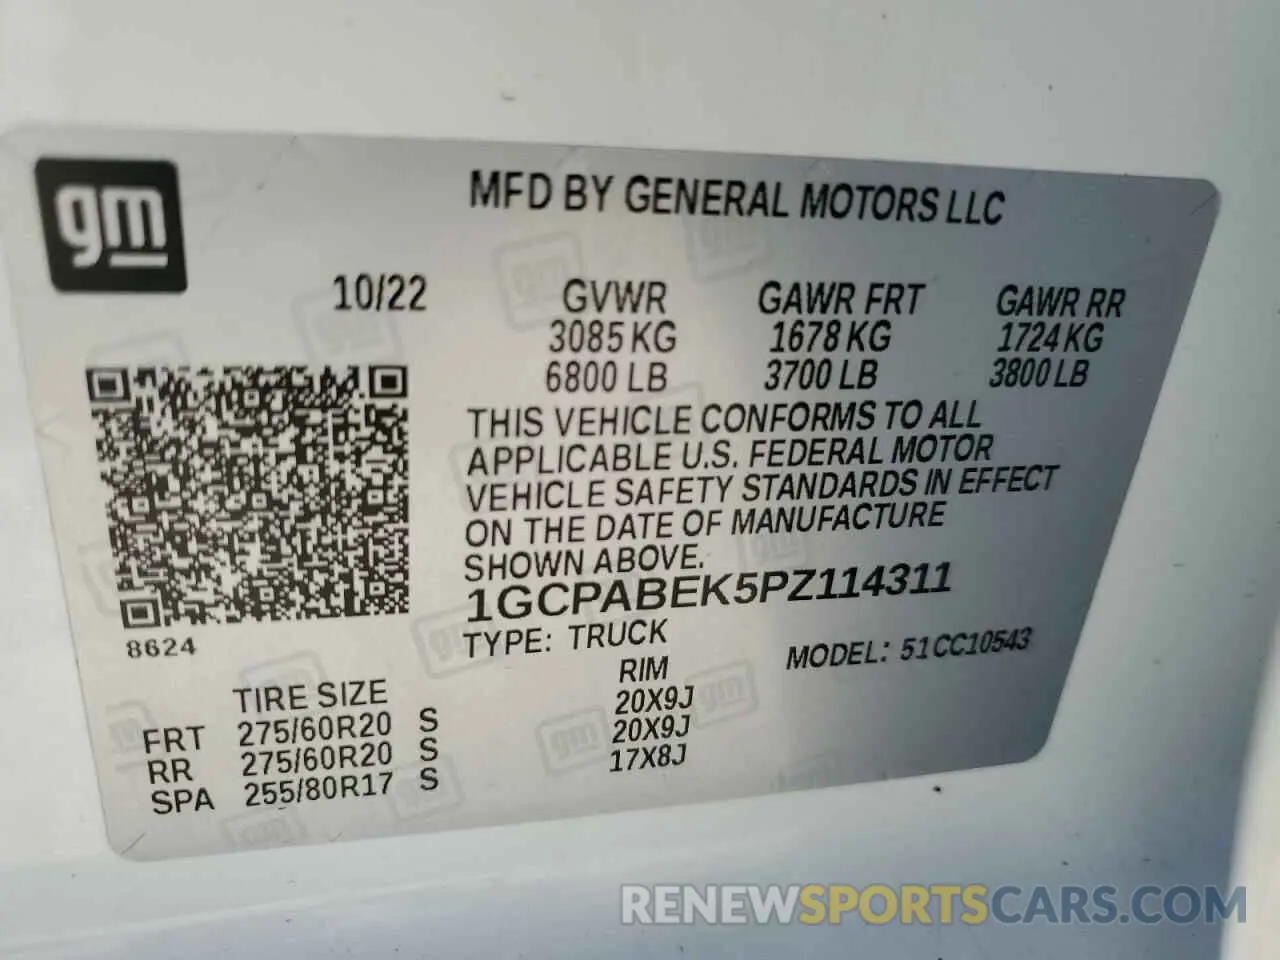 gm
MFD BY GENERAL MOTORS LLC
10/22 GVWR GAWR FRT GAWR RR
3085 KG 1678 KG 1724 KG
6800 LB 3700 LB 3800 LB
THIS VEHICLE CONFORMS TO ALL
APPLICABLE U.S. FEDERAL MOTOR
VEHICLE SAFETY STANDARDS IN EFFECT
ON THE DATE OF MANUFACTURE
SHOWN ABOVE.
1GCPABEK5PZ114311
8624
TYPE: TRUCK MODEL: 51CC10543
TIRE SIZE RIM
FRT 275/60R20 S 20X9J
RR 275/60R20 S 20X9J
SPA 255/80R17 S 17X8J
RENEWSPORTSCARS.COM